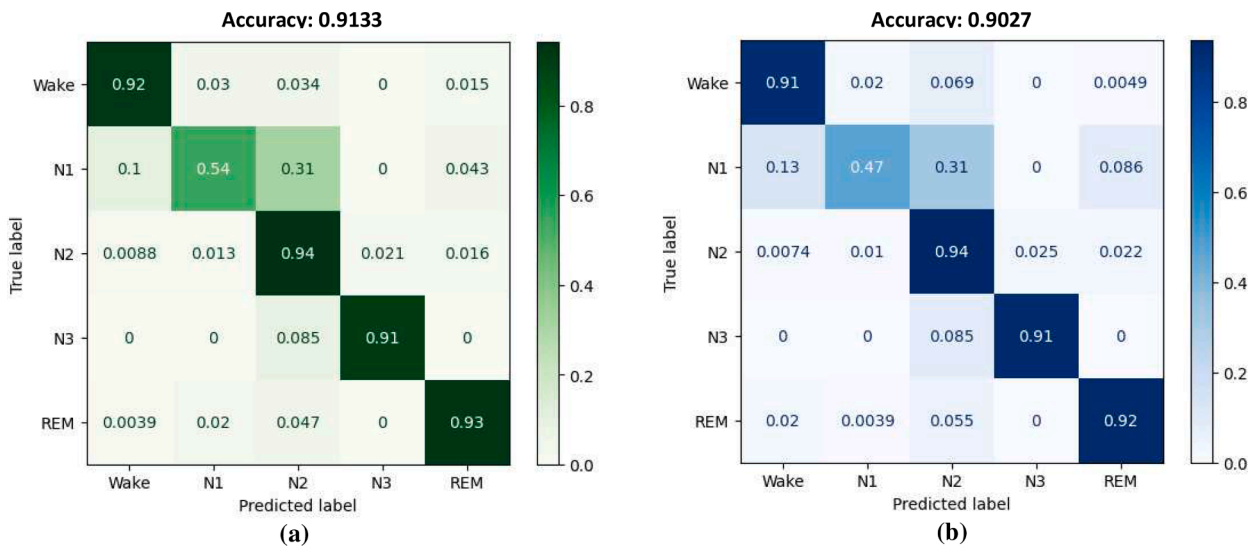 Accuracy: 0.9133
Wake 0.92 0.03 0.034 0 0.015
N1 0.1 0.54 0.31 0 0.043
N2 0.0088 0.013 0.94 0.021 0.016
N3 0 0 0.085 0.91 0
REM 0.0039 0.02 0.047 0 0.93
True label
Wake N1 N2 N3 REM
Predicted label
0.8
0.6
0.4
0.2
0.0
(a)
Accuracy: 0.9027
Wake 0.91 0.02 0.069 0 0.0049
N1 0.13 0.47 0.31 0 0.086
N2 0.0074 0.01 0.94 0.025 0.022
N3 0 0 0.085 0.91 0
REM 0.02 0.0039 0.055 0 0.92
True label
Wake N1 N2 N3 REM
Predicted label
0.8
0.6
0.4
0.2
0.0
(b)